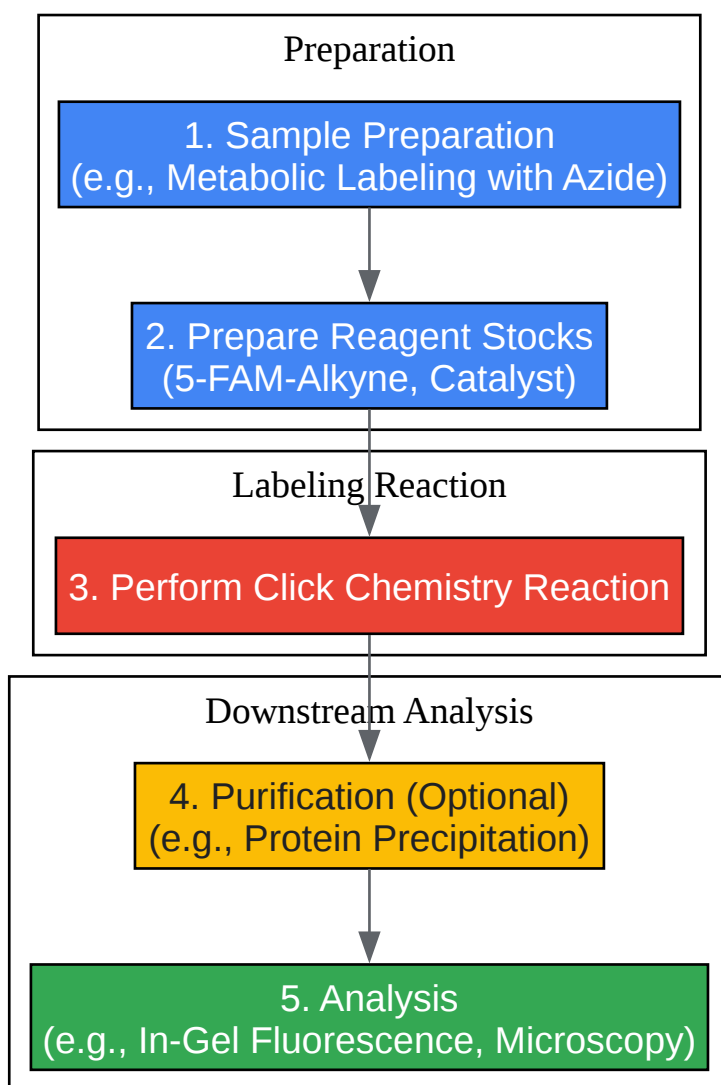 Preparation
1. Sample Preparation
(e.g., Metabolic Labeling with Azide)
2. Prepare Reagent Stocks
(5-FAM-Alkyne, Catalyst)
Labeling Reaction
3. Perform Click Chemistry Reaction
Downstream Analysis
4. Purification (Optional)
(e.g., Protein Precipitation)
5. Analysis
(e.g., In-Gel Fluorescence, Microscopy)